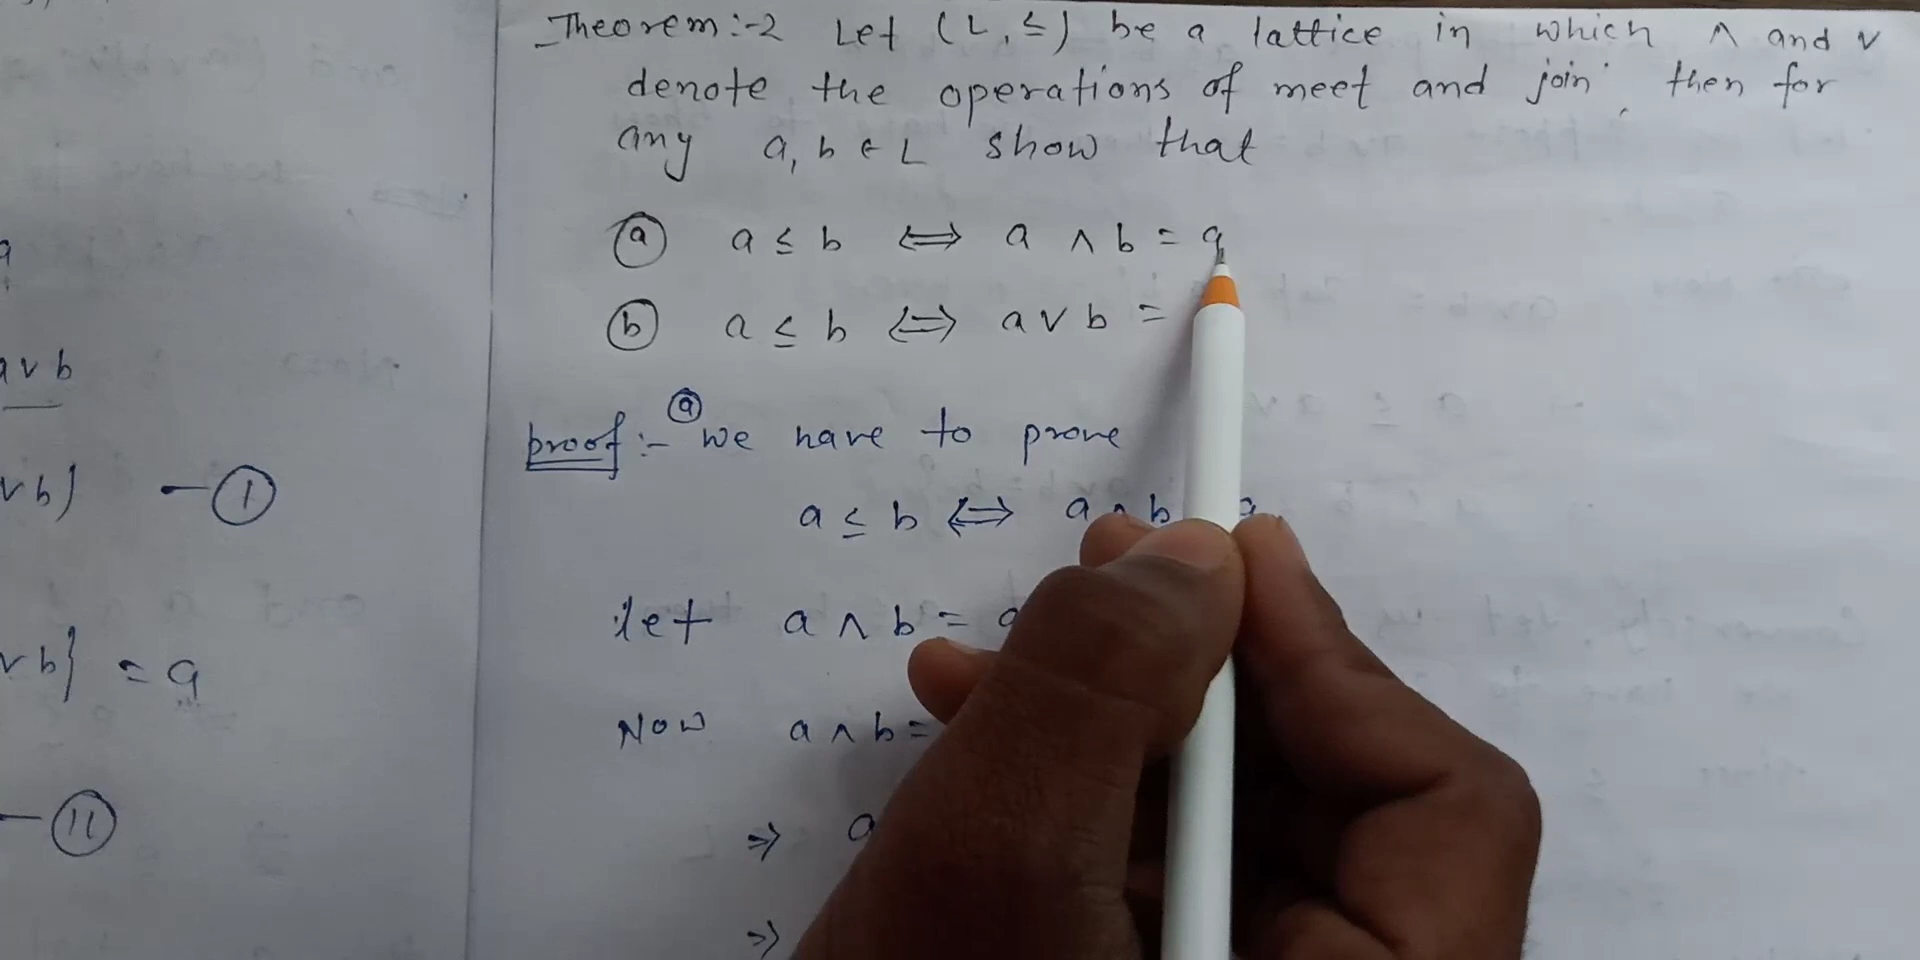 a
a v b
v b }  - (1)
v b } = a
- (11)
Theorem :- 2 Let (L, ≤) be a lattice in which ∧ and ∨
denote the operations of meet and join, then for
any a, b ∈ L show that
(a) a ≤ b ⟺ a ∧ b = a
(b) a ≤ b ⟺ a ∨ b =
proof :- (a) We have to prove
a ≤ b ⟺ a ∧ b a
let a ∧ b = a
Now a ∧ b =
⇒ a
⇒